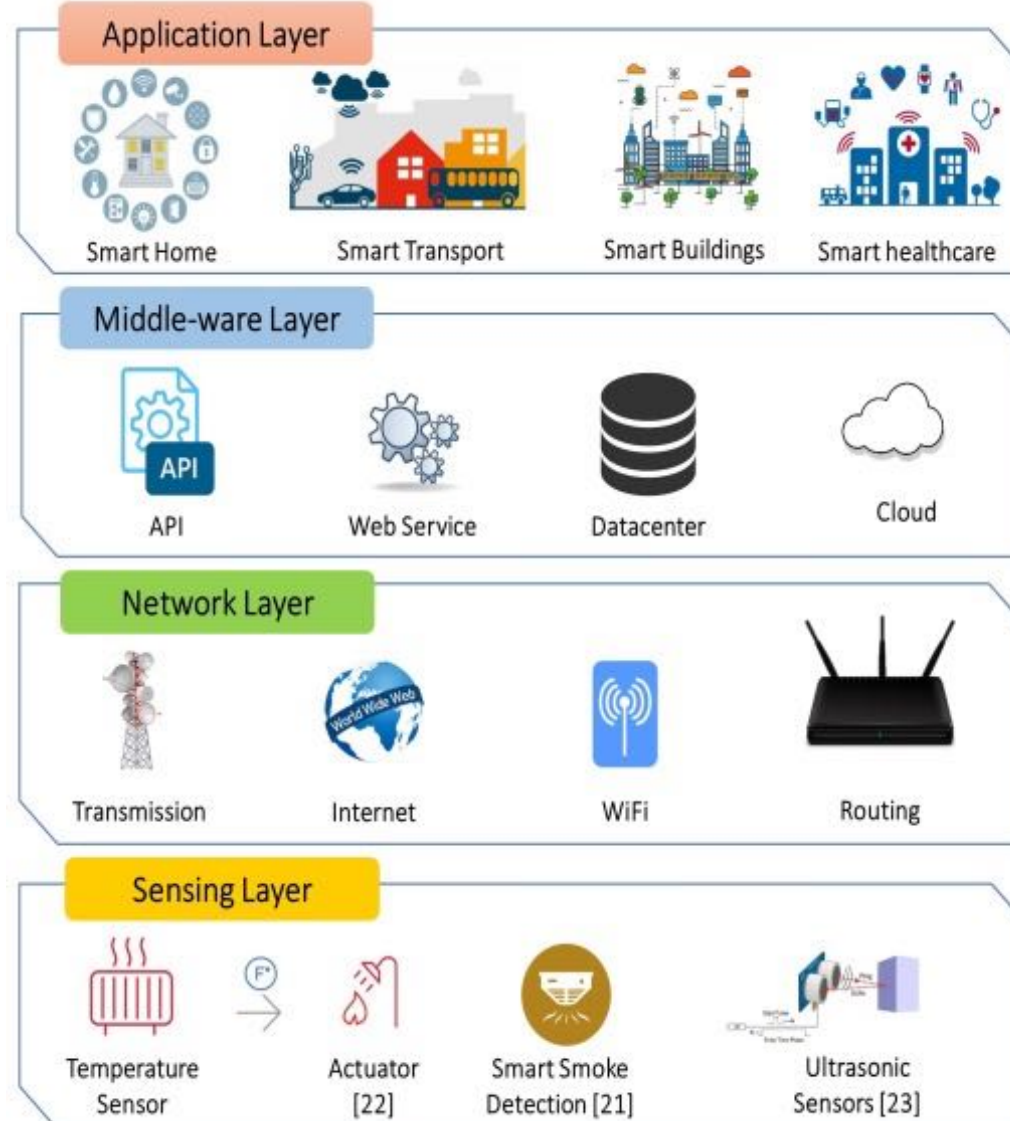 Application Layer
Smart Home
Smart Transport
Smart Buildings
Smart healthcare
Middle-ware Layer
API
API
Web Service
Datacenter
Cloud
Network Layer
World Wide Web
Transmission
Internet
WiFi
Routing
Sensing Layer
F°
Temperature
Sensor
Actuator
[22]
Smart Smoke
Detection [21]
Ultrasonic
Sensors [23]